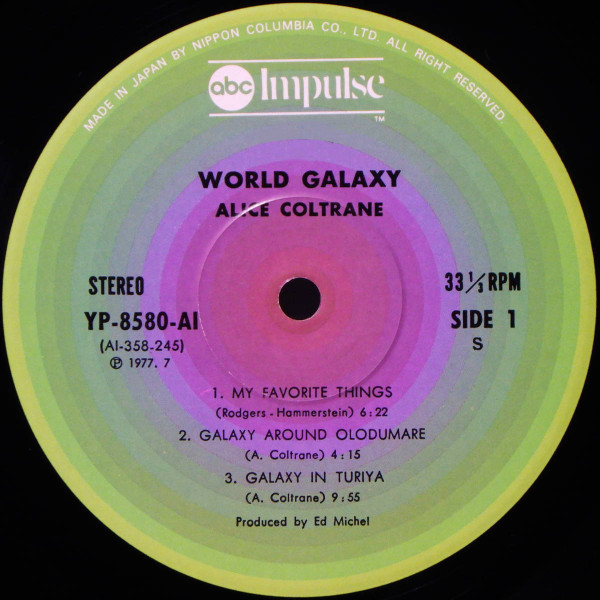 MADE IN JAPAN BY NIPPON COLUMBIA CO., LTD. ALL RIGHT RESERVED.
abc Impulse
TM
WORLD GALAXY
ALICE COLTRANE
STEREO
33 1/3 RPM
YP-8580-AI
SIDE 1
(AI-358-245)
S
Ⓟ 1977. 7
1. MY FAVORITE THINGS
(Rodgers - Hammerstein) 6:22
2. GALAXY AROUND OLODUMARE
(A. Coltrane) 4:15
3. GALAXY IN TURIYA
(A. Coltrane) 9:55
Produced by Ed Michel